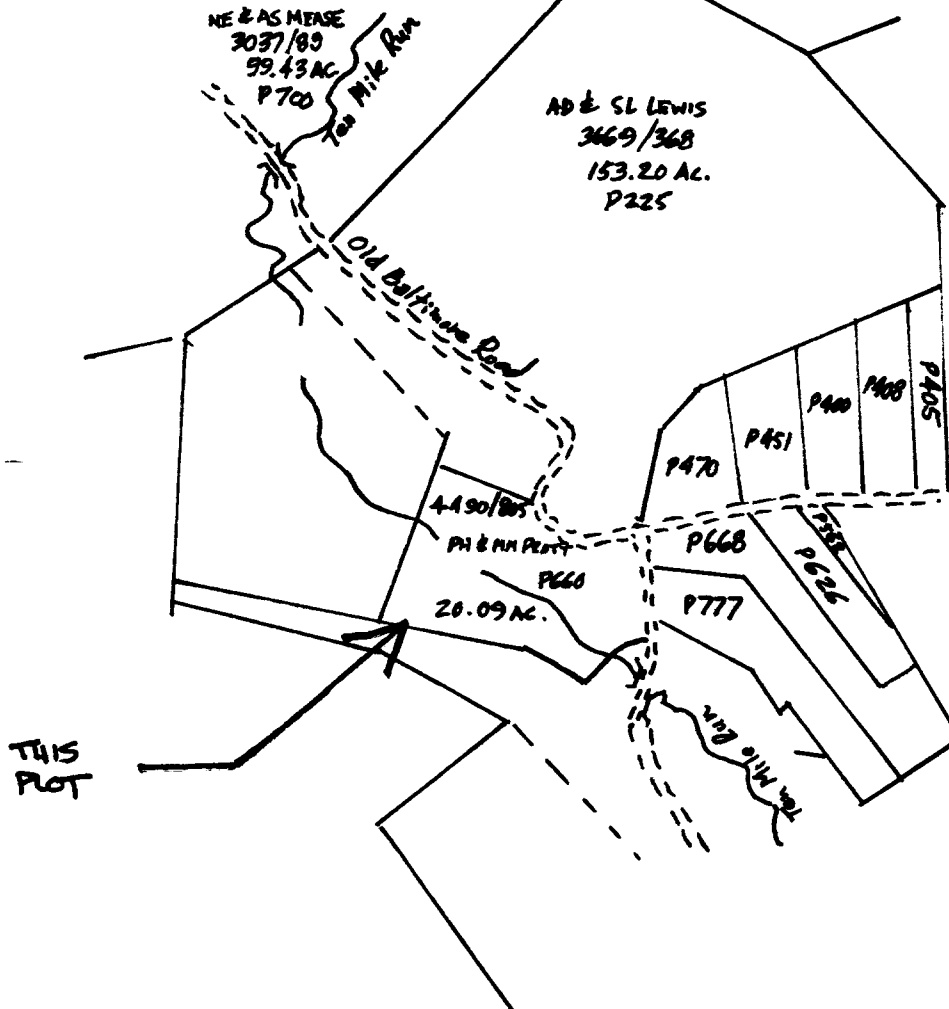 NE & AS MEASE
3037/89
99.43 AC
P700
Ten Mile Run
AD & SL LEWIS
3669/368
153.20 AC.
P225
Old Baltimore Road
P405
P408
P460
P451
P470
4490/805
PH & MM PLOTT
P660
20.09 AC.
P668
P563
P626
P777
THIS
PLOT
Ten Mile Run